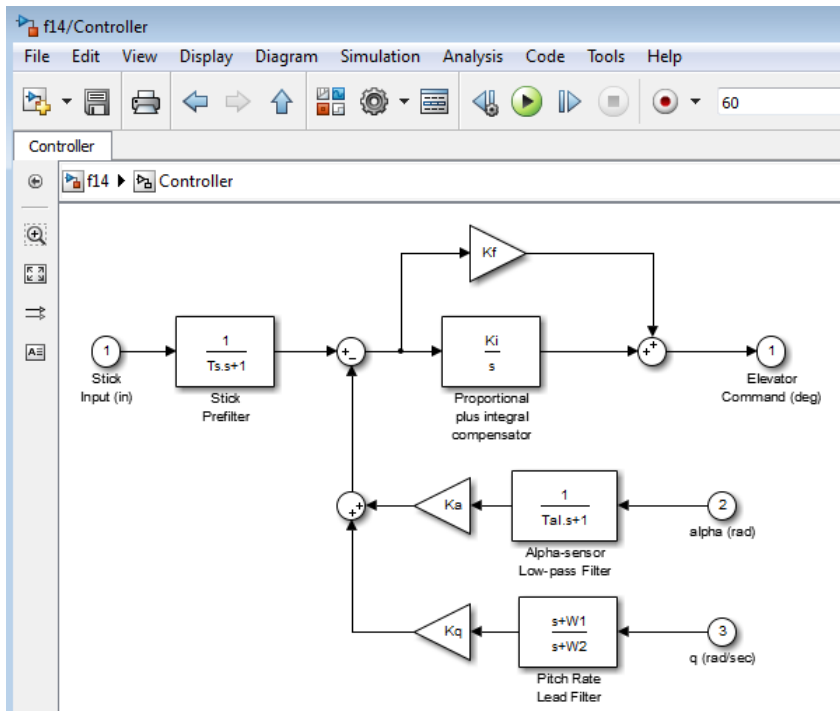 f14/Controller
File Edit View Display Diagram Simulation Analysis Code Tools Help
60
Controller
f14 Controller
Kf
1
Stick
Input (in)
1
Ts.s+1
Stick
Prefilter
+
−
Ki
s
Proportional
plus integral
compensator
+
+
1
Elevator
Command (deg)
+
+
Ka
1
Tal.s+1
Alpha-sensor
Low-pass Filter
2
alpha (rad)
Kq
s+W1
s+W2
Pitch Rate
Lead Filter
3
q (rad/sec)